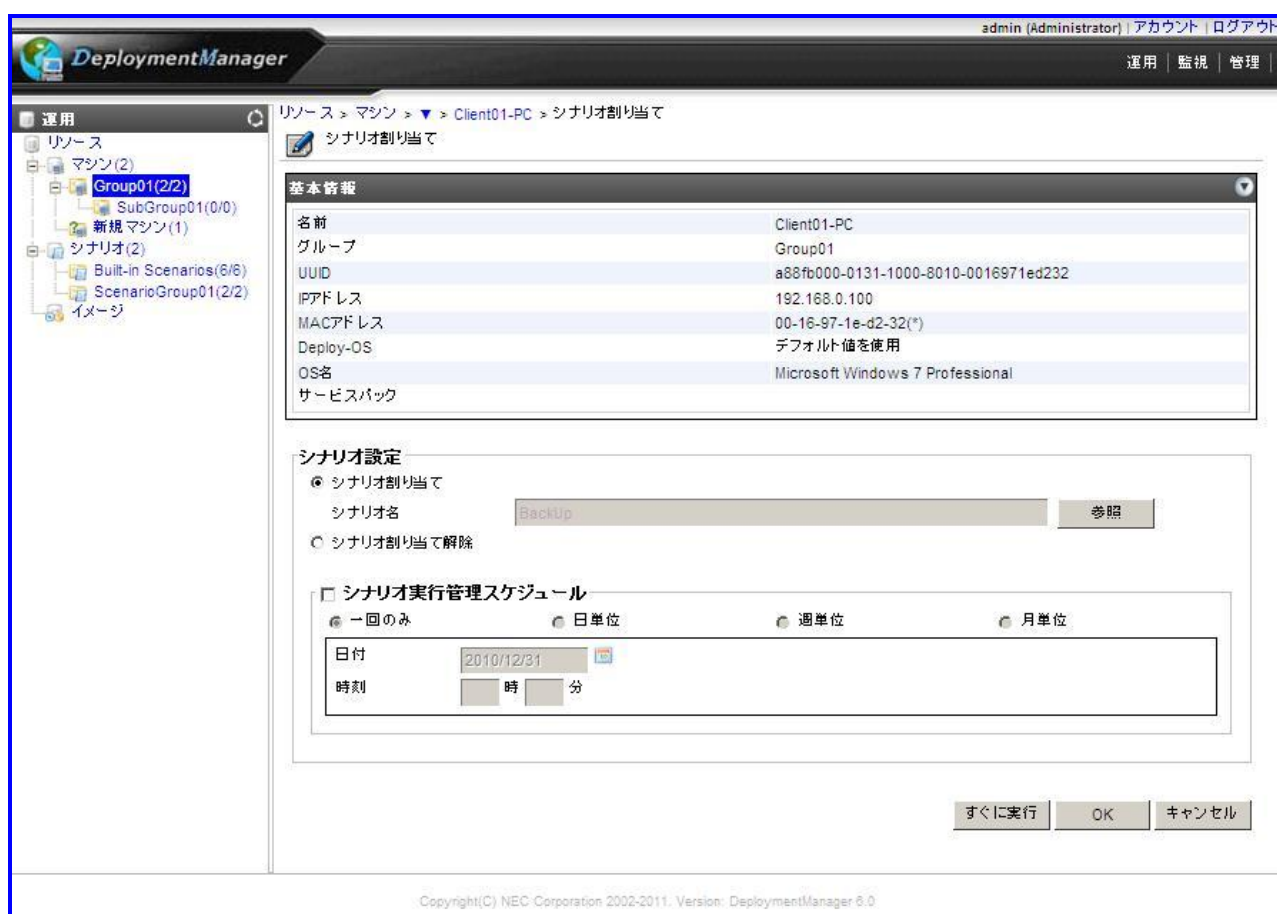 admin (Administrator) | アカウント | ログアウト
DeploymentManager
運用 | 監視 | 管理 |
運用
リソース
マシン(2)
Group01(2/2)
SubGroup01(0/0)
新規マシン(1)
シナリオ(2)
Built-in Scenarios(6/6)
ScenarioGroup01(2/2)
イメージ
リソース > マシン > ▼ > Client01-PC > シナリオ割り当て
シナリオ割り当て
基本情報
名前 Client01-PC
グループ Group01
UUID a88fb000-0131-1000-8010-0016971ed232
IPアドレス 192.168.0.100
MACアドレス 00-16-97-1e-d2-32(*)
Deploy-OS デフォルト値を使用
OS名 Microsoft Windows 7 Professional
サービスパック
シナリオ設定
シナリオ割り当て
シナリオ名 BackUp 参照
シナリオ割り当て解除
シナリオ実行管理スケジュール
一回のみ 日単位 週単位 月単位
日付 2010/12/31
時刻 時 分
すぐに実行 OK キャンセル
Copyright(C) NEC Corporation 2002-2011. Version: DeploymentManager 6.0